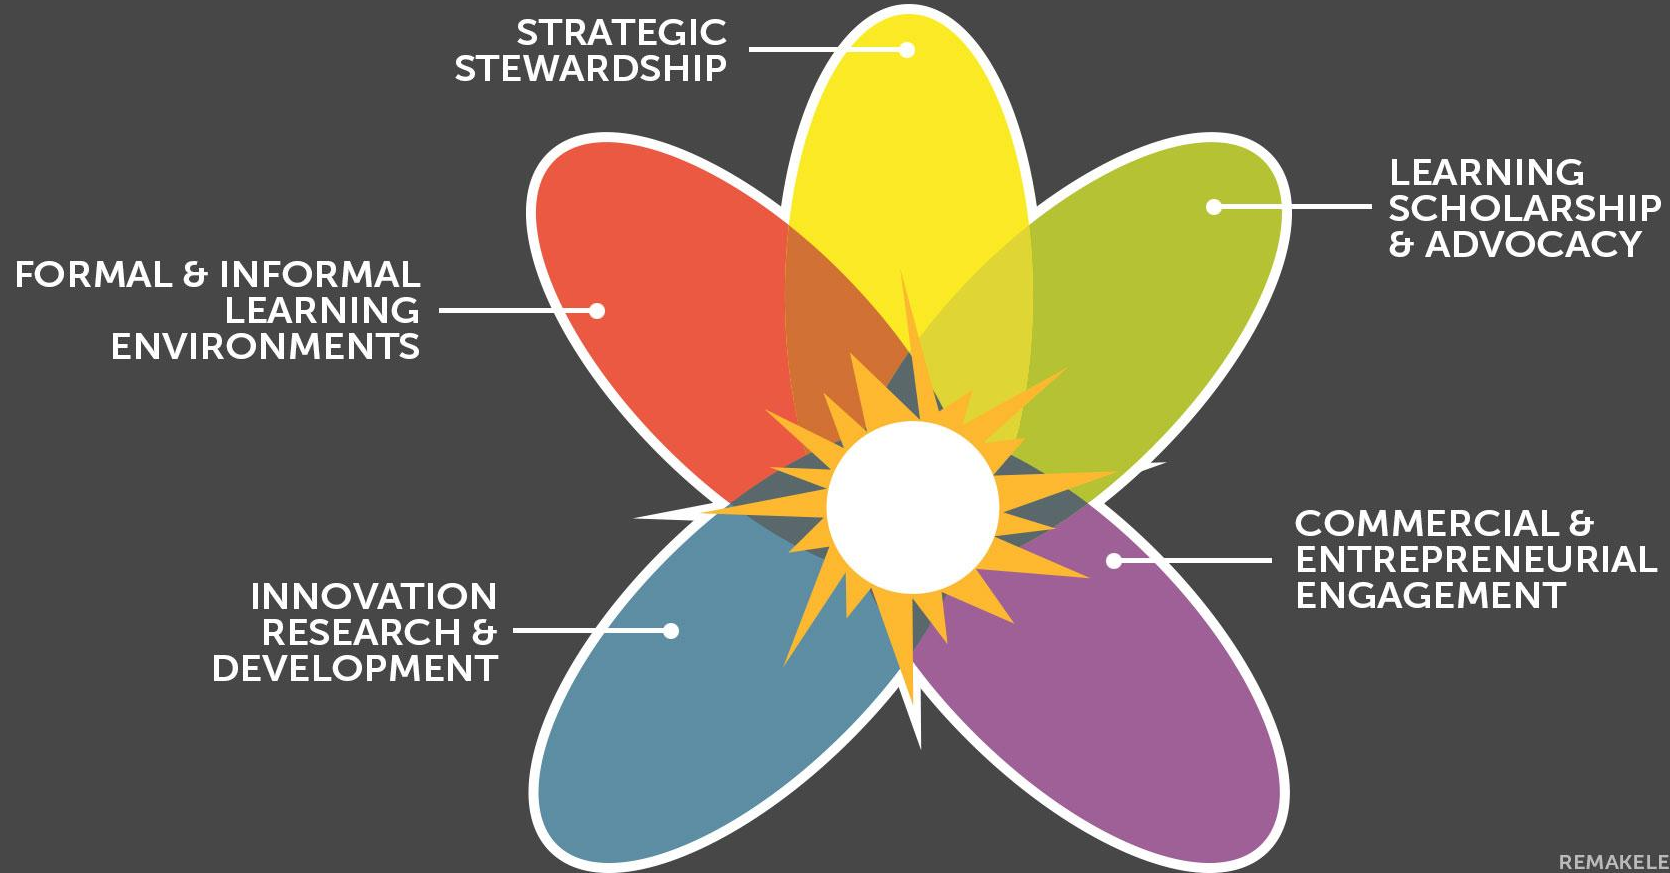 STRATEGIC
STEWARDSHIP
LEARNING
SCHOLARSHIP
& ADVOCACY
FORMAL & INFORMAL
LEARNING
ENVIRONMENTS
COMMERCIAL &
ENTREPRENEURIAL
ENGAGEMENT
INNOVATION
RESEARCH &
DEVELOPMENT
REMAKELE